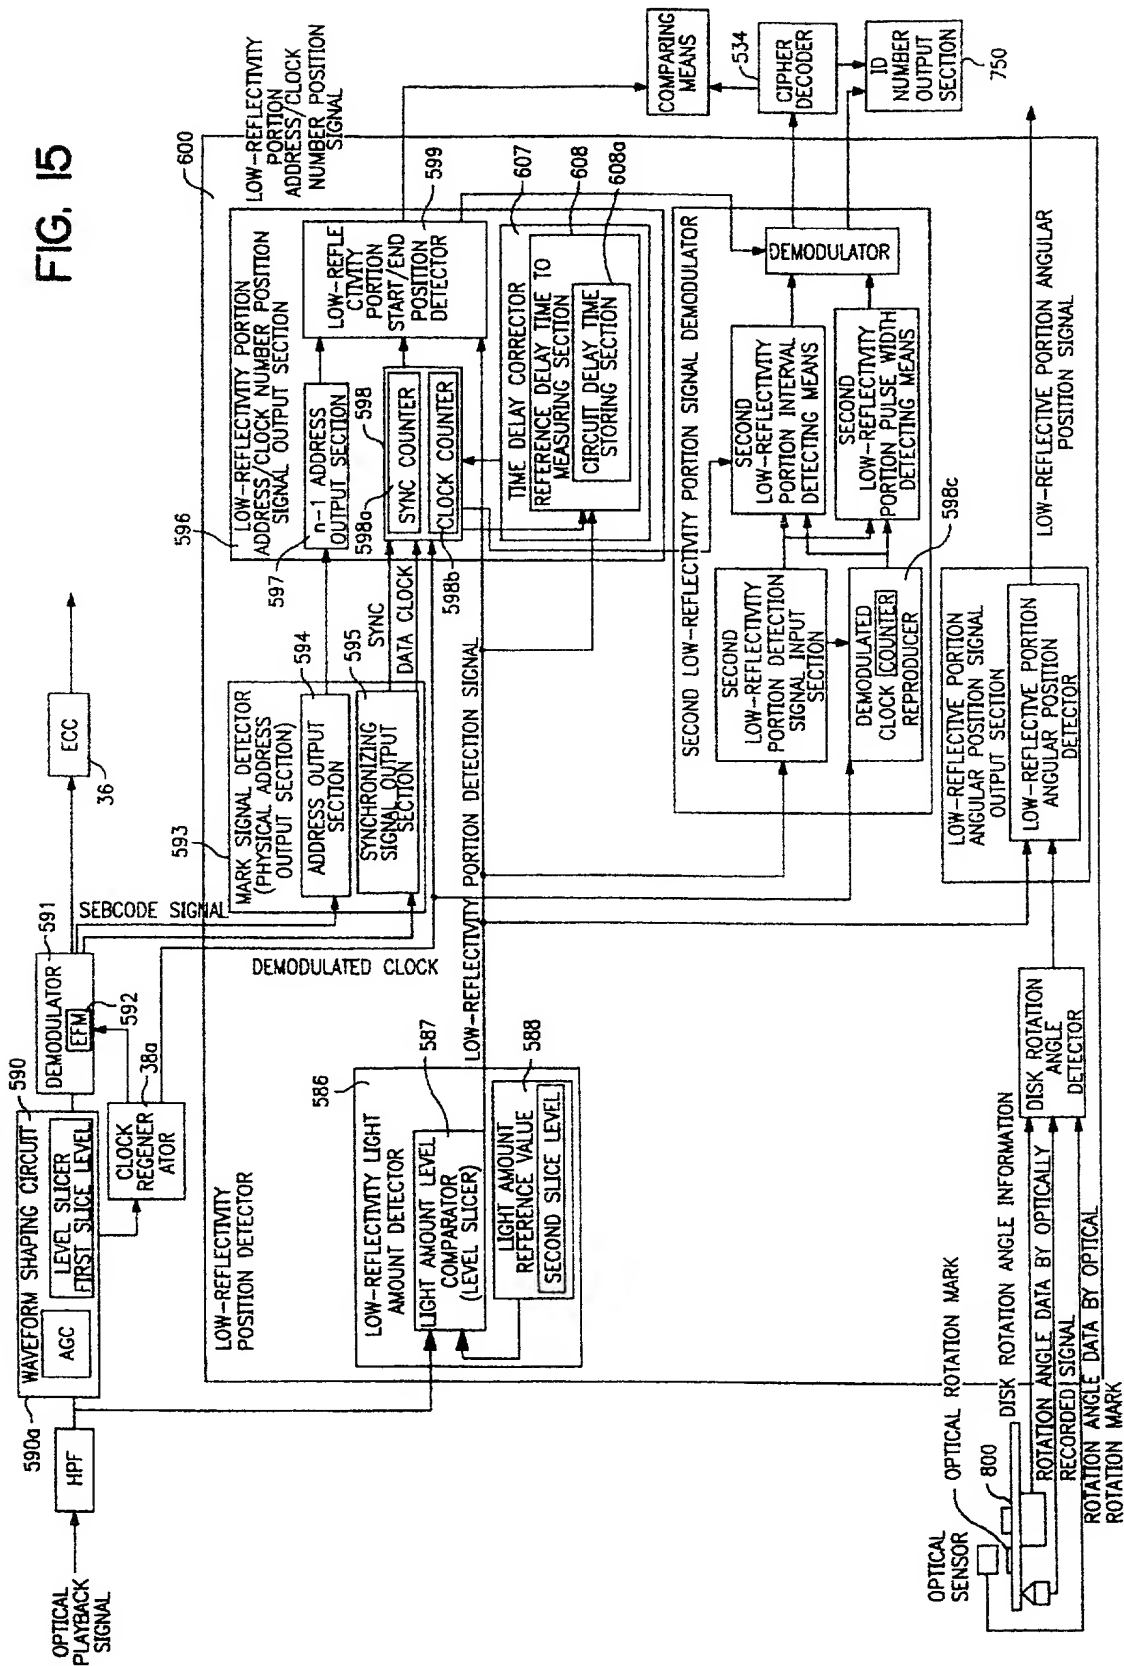 FIG. 15
OPTICAL
PLAYBACK
SIGNAL
HPF
590a
WAVEFORM SHAPING CIRCUIT
590
AGC
LEVEL SLICER
FIRST SLICE LEVEL
CLOCK
REGENER
ATOR
38a
DEMODULATOR
591
EFM
592
ECC
36
SEBCODE SIGNAL
DEMODULATED CLOCK
LOW-REFLECTIVITY
POSITION DETECTOR
600
586
LOW-REFLECTIVITY LIGHT
AMOUNT DETECTOR
LIGHT AMOUNT LEVEL
COMPARATOR
(LEVEL SLICER)
587
LIGHT AMOUNT
REFERENCE VALUE
SECOND SLICE LEVEL
588
LOW-REFLECTIVITY PORTION DETECTION SIGNAL
593
MARK SIGNAL DETECTOR
(PHYSICAL ADDRESS
OUTPUT SECTION)
ADDRESS OUTPUT
SECTION
594
SYNCHRONIZING
SIGNAL OUTPUT
SECTION
595
SYNC
DATA CLOCK
596
LOW-REFLECTIVITY PORTION
ADDRESS/CLOCK NUMBER POSITION
SIGNAL OUTPUT SECTION
597
n-1 ADDRESS
OUTPUT SECTION
598a
598
SYNC COUNTER
CLOCK COUNTER
598b
LOW-REFLE
CTIVITY
PORTION
START/END
POSITION
DETECTOR
599
LOW-REFLECTIVITY
PORTION
ADDRESS/CLOCK
NUMBER POSITION
SIGNAL
TIME DELAY CORRECTOR
607
REFERENCE DELAY TIME TO
MEASURING SECTION
608
CIRCUIT DELAY TIME
STORING SECTION
608a
SECOND LOW-REFLECTIVITY PORTION SIGNAL DEMODULATOR
SECOND
LOW-REFLECTIVITY
PORTION DETECTION
SIGNAL INPUT
SECTION
SECOND
LOW-REFLECTIVITY
PORTION INTERVAL
DETECTING MEANS
SECOND
LOW-REFLECTIVITY
PORTION PULSE WIDTH
DETECTING MEANS
DEMODULATED
CLOCK COUNTER
REPRODUCER
598c
DEMODULATOR
COMPARING
MEANS
534
CIPHER
DECODER
ID
NUMBER
OUTPUT
SECTION
750
LOW-REFLECTIVE PORTION
ANGULAR POSITION SIGNAL
OUTPUT SECTION
LOW-REFLECTIVE PORTION
ANGULAR POSITION
DETECTOR
LOW-REFLECTIVE PORTION ANGULAR
POSITION SIGNAL
DISK ROTATION
ANGLE
DETECTOR
OPTICAL
SENSOR
OPTICAL ROTATION MARK
800
DISK ROTATION ANGLE INFORMATION
ROTATION ANGLE DATA BY OPTICALLY
RECORDED SIGNAL
ROTATION ANGLE DATA BY OPTICAL
ROTATION MARK